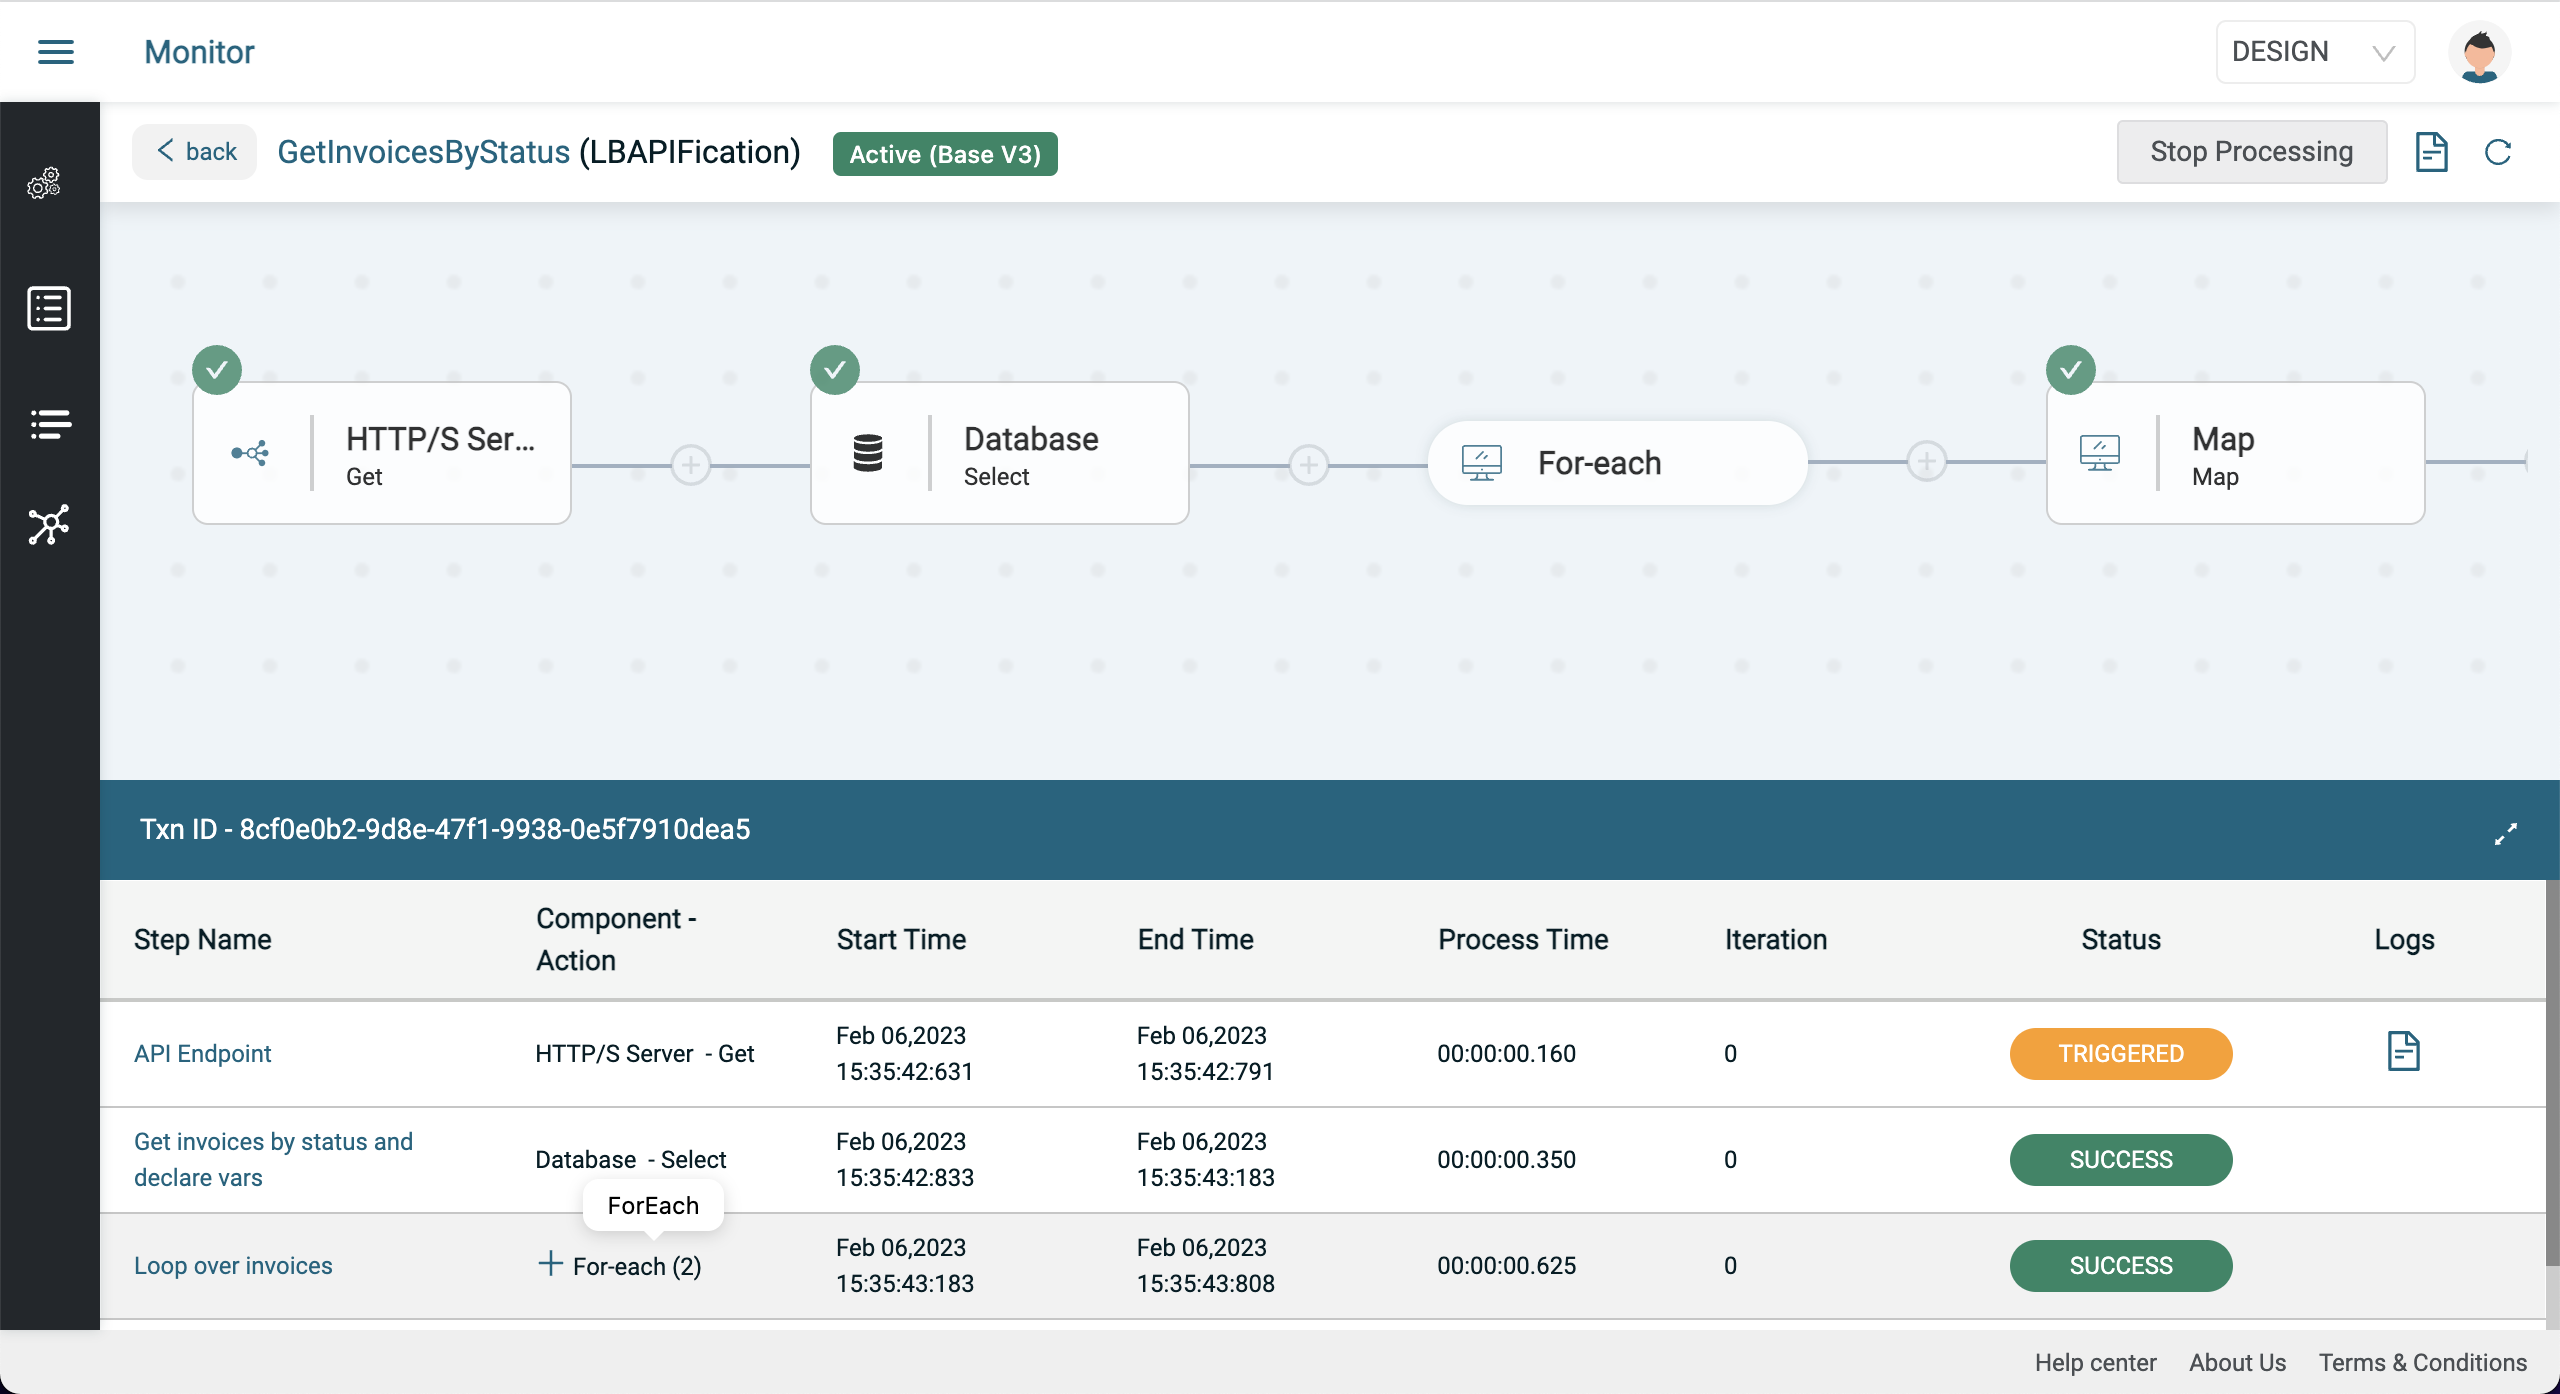 Monitor
DESIGN
back
GetInvoicesByStatus (LBAPIFication)
Active (Base V3)
Stop Processing
HTTP/S Ser...
Get
Database
Select
For-each
Map
Map
Txn ID - 8cf0e0b2-9d8e-47f1-9938-0e5f7910dea5
Step Name
Component -
Action
Start Time
End Time
Process Time
Iteration
Status
Logs
API Endpoint
HTTP/S Server - Get
Feb 06,2023
15:35:42:631
Feb 06,2023
15:35:42:791
00:00:00.160
0
TRIGGERED
Get invoices by status and
declare vars
Database - Select
Feb 06,2023
15:35:42:833
Feb 06,2023
15:35:43:183
00:00:00.350
0
SUCCESS
ForEach
Loop over invoices
For-each (2)
Feb 06,2023
15:35:43:183
Feb 06,2023
15:35:43:808
00:00:00.625
0
SUCCESS
Help center
About Us
Terms & Conditions